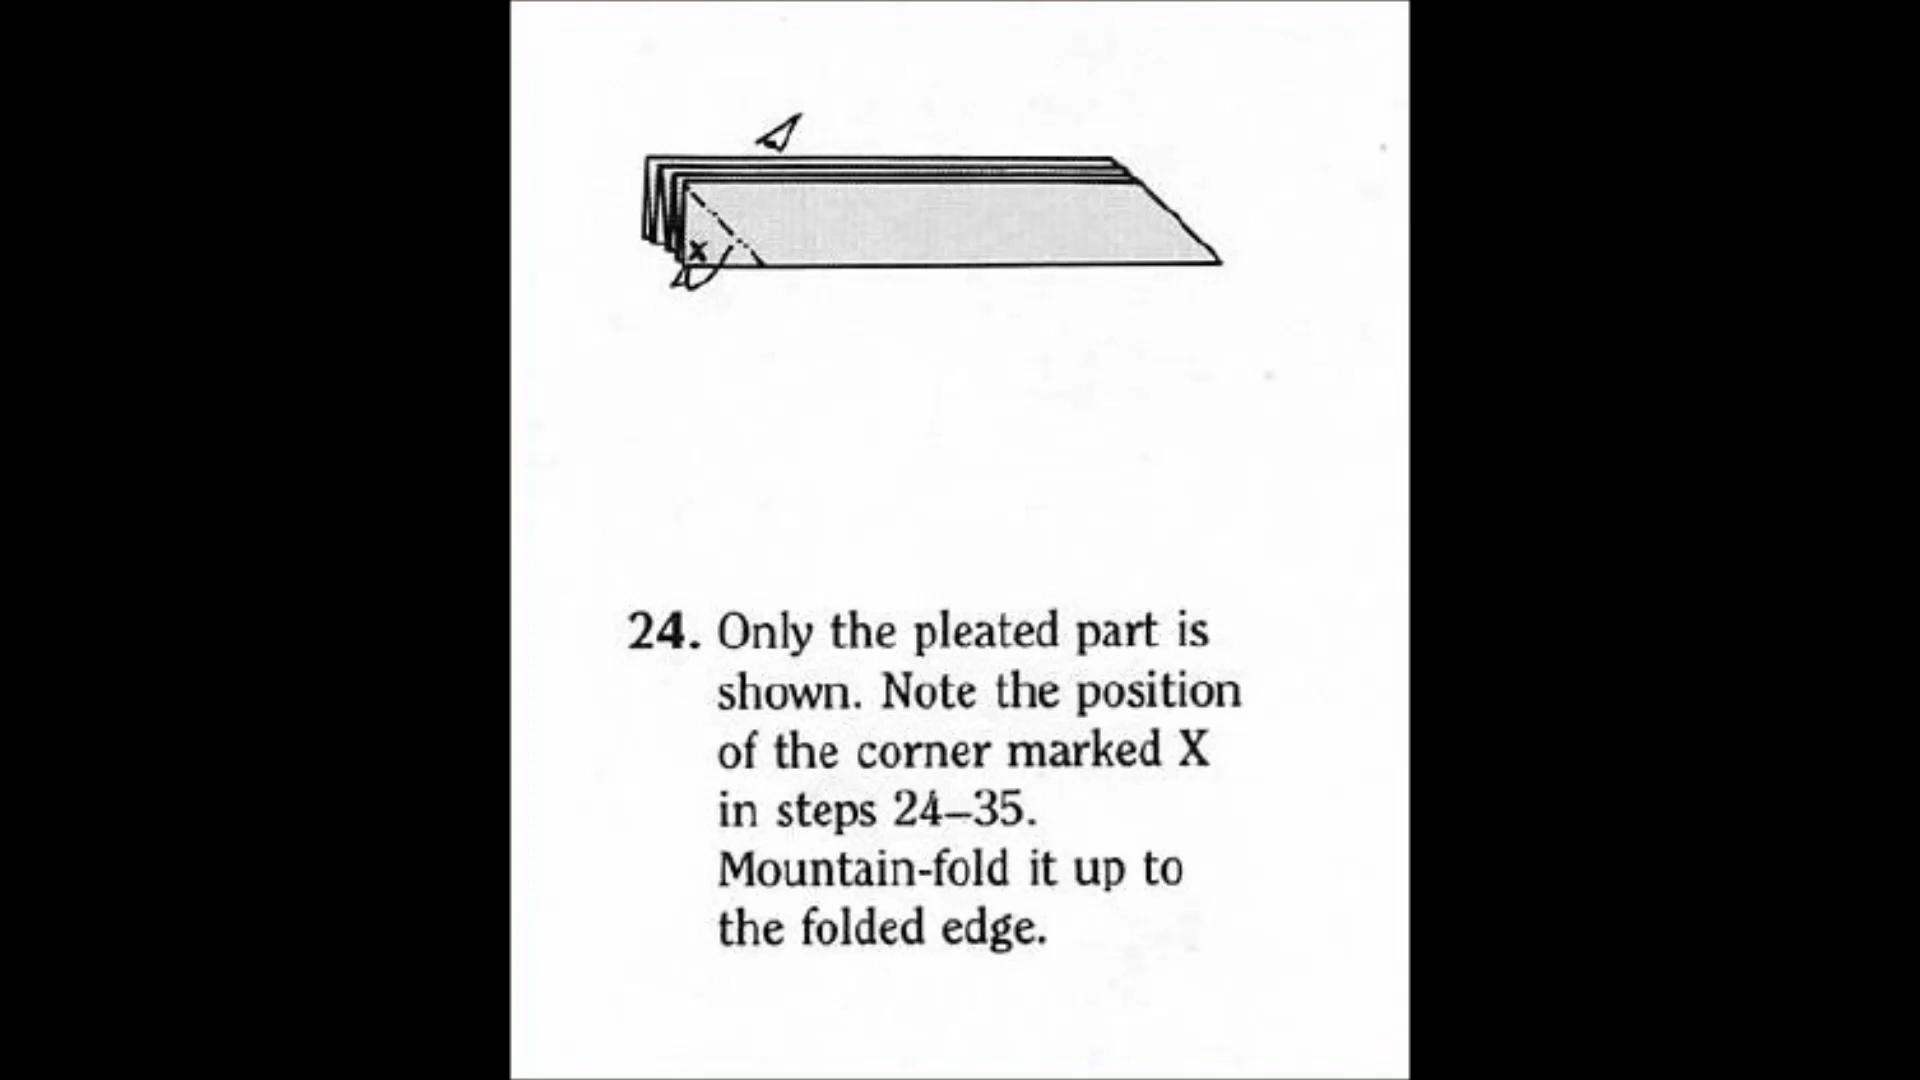 X
24. Only the pleated part is
shown. Note the position
of the corner marked X
in steps 24–35.
Mountain-fold it up to
the folded edge.